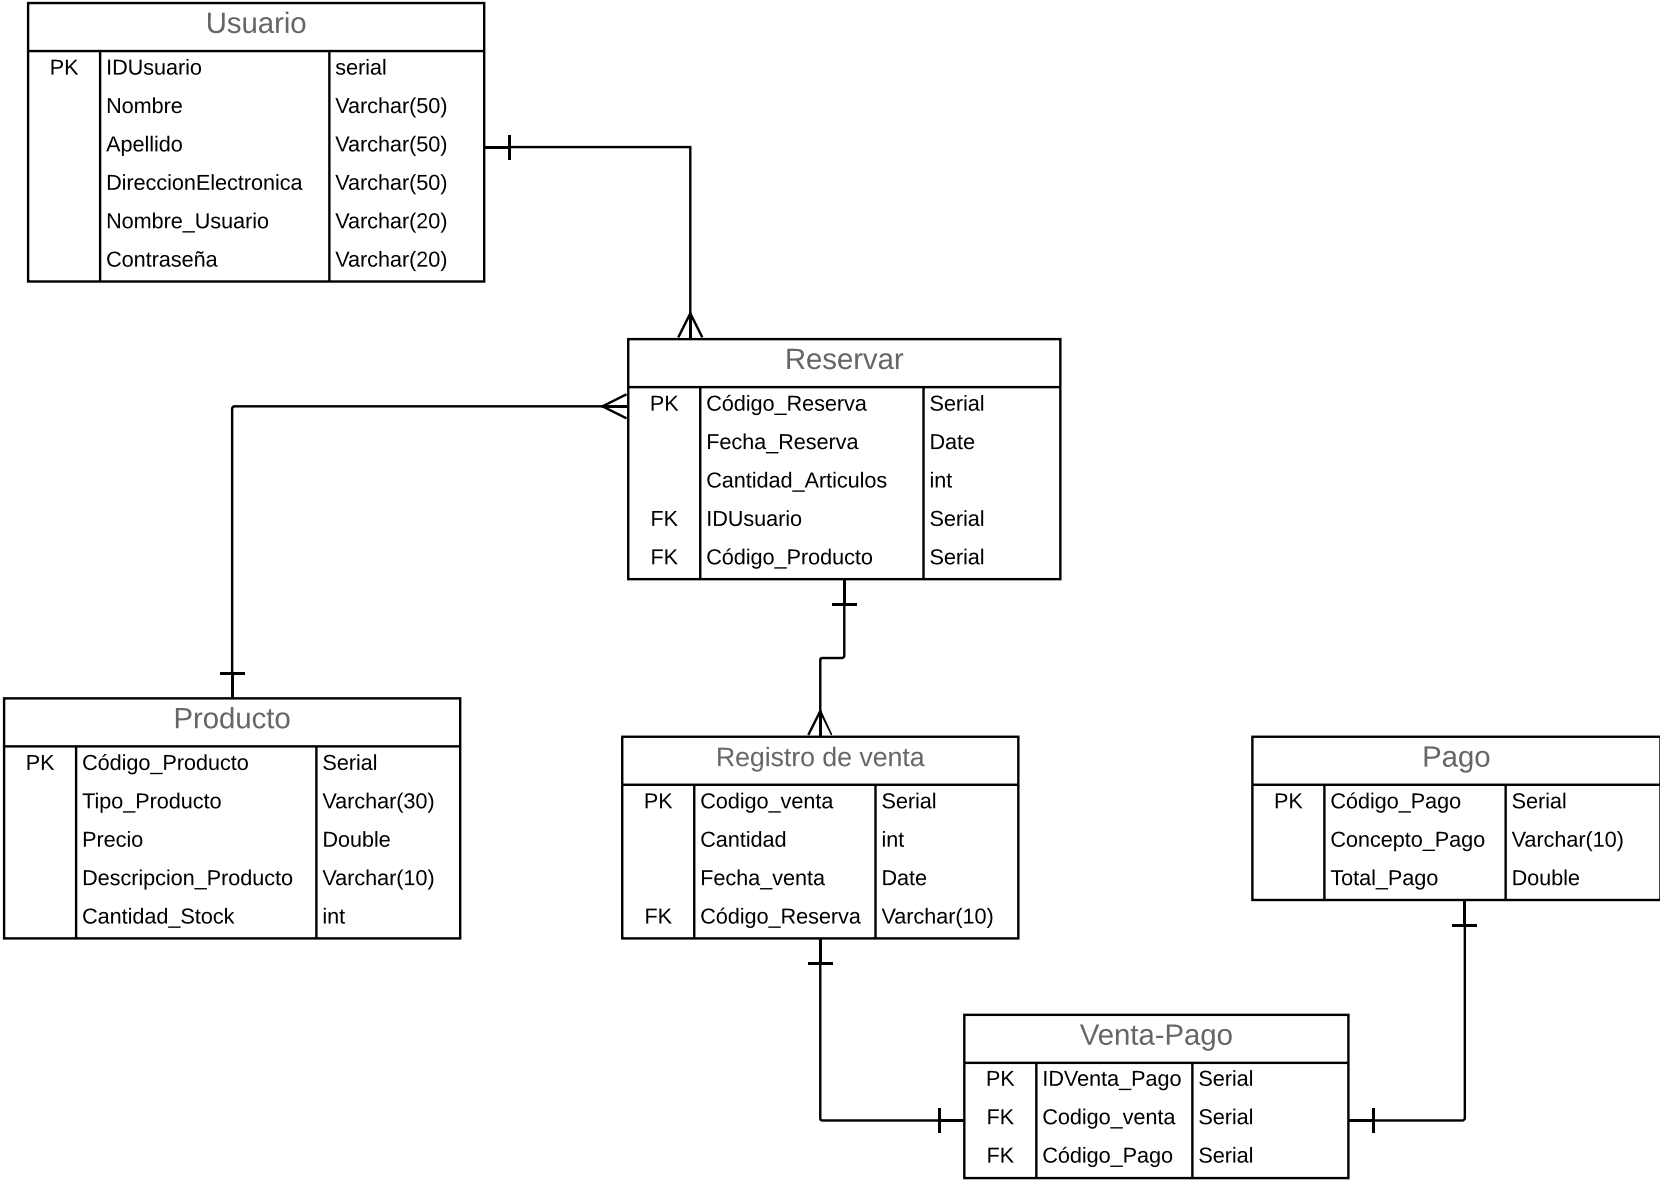 Usuario
PK IDUsuario serial
Nombre Varchar(50)
Apellido Varchar(50)
DireccionElectronica Varchar(50)
Nombre_Usuario Varchar(20)
Contraseña Varchar(20)
Reservar
PK Código_Reserva Serial
Fecha_Reserva Date
Cantidad_Articulos int
FK IDUsuario Serial
FK Código_Producto Serial
Producto
PK Código_Producto Serial
Tipo_Producto Varchar(30)
Precio Double
Descripcion_Producto Varchar(10)
Cantidad_Stock int
Registro de venta
PK Codigo_venta Serial
Cantidad int
Fecha_venta Date
FK Código_Reserva Varchar(10)
Pago
PK Código_Pago Serial
Concepto_Pago Varchar(10)
Total_Pago Double
Venta-Pago
PK IDVenta_Pago Serial
FK Codigo_venta Serial
FK Código_Pago Serial